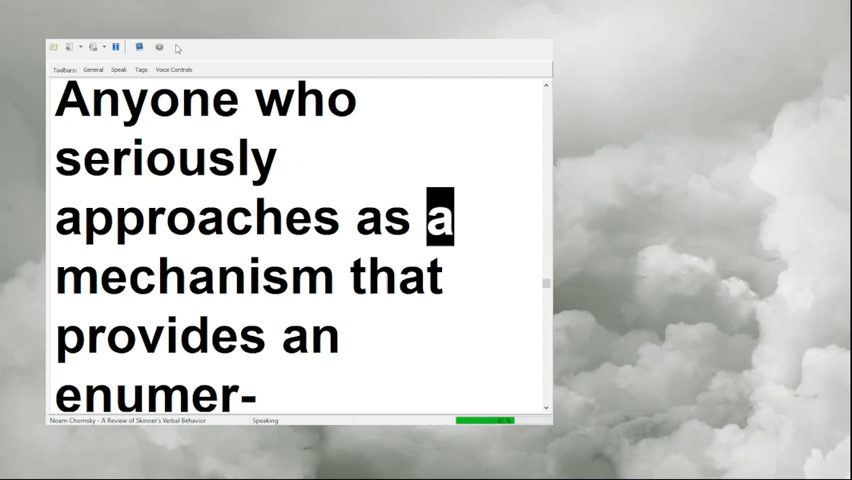 Toolbars: General Speak Tags Voice Controls
Anyone who
seriously
approaches as a
mechanism that
provides an
enumer-
Noam Chomsky - A Review of Skinner's Verbal Behavior Speaking 61 %